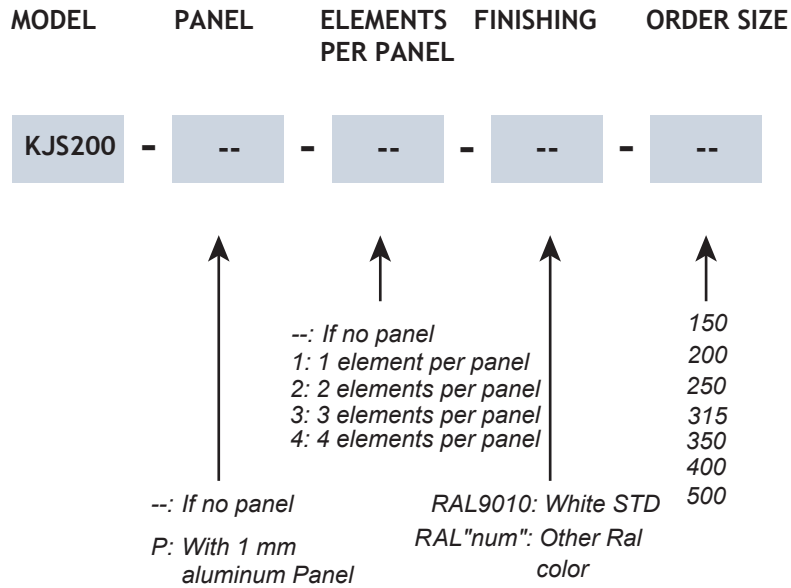 MODEL PANEL ELEMENTS PER PANEL FINISHING ORDER SIZE
KJS200 - -- - -- - -- - --
--: If no panel
1: 1 element per panel
2: 2 elements per panel
3: 3 elements per panel
4: 4 elements per panel
150
200
250
315
350
400
500
--: If no panel
P: With 1 mm
aluminum Panel
RAL9010: White STD
RAL"num": Other Ral
color